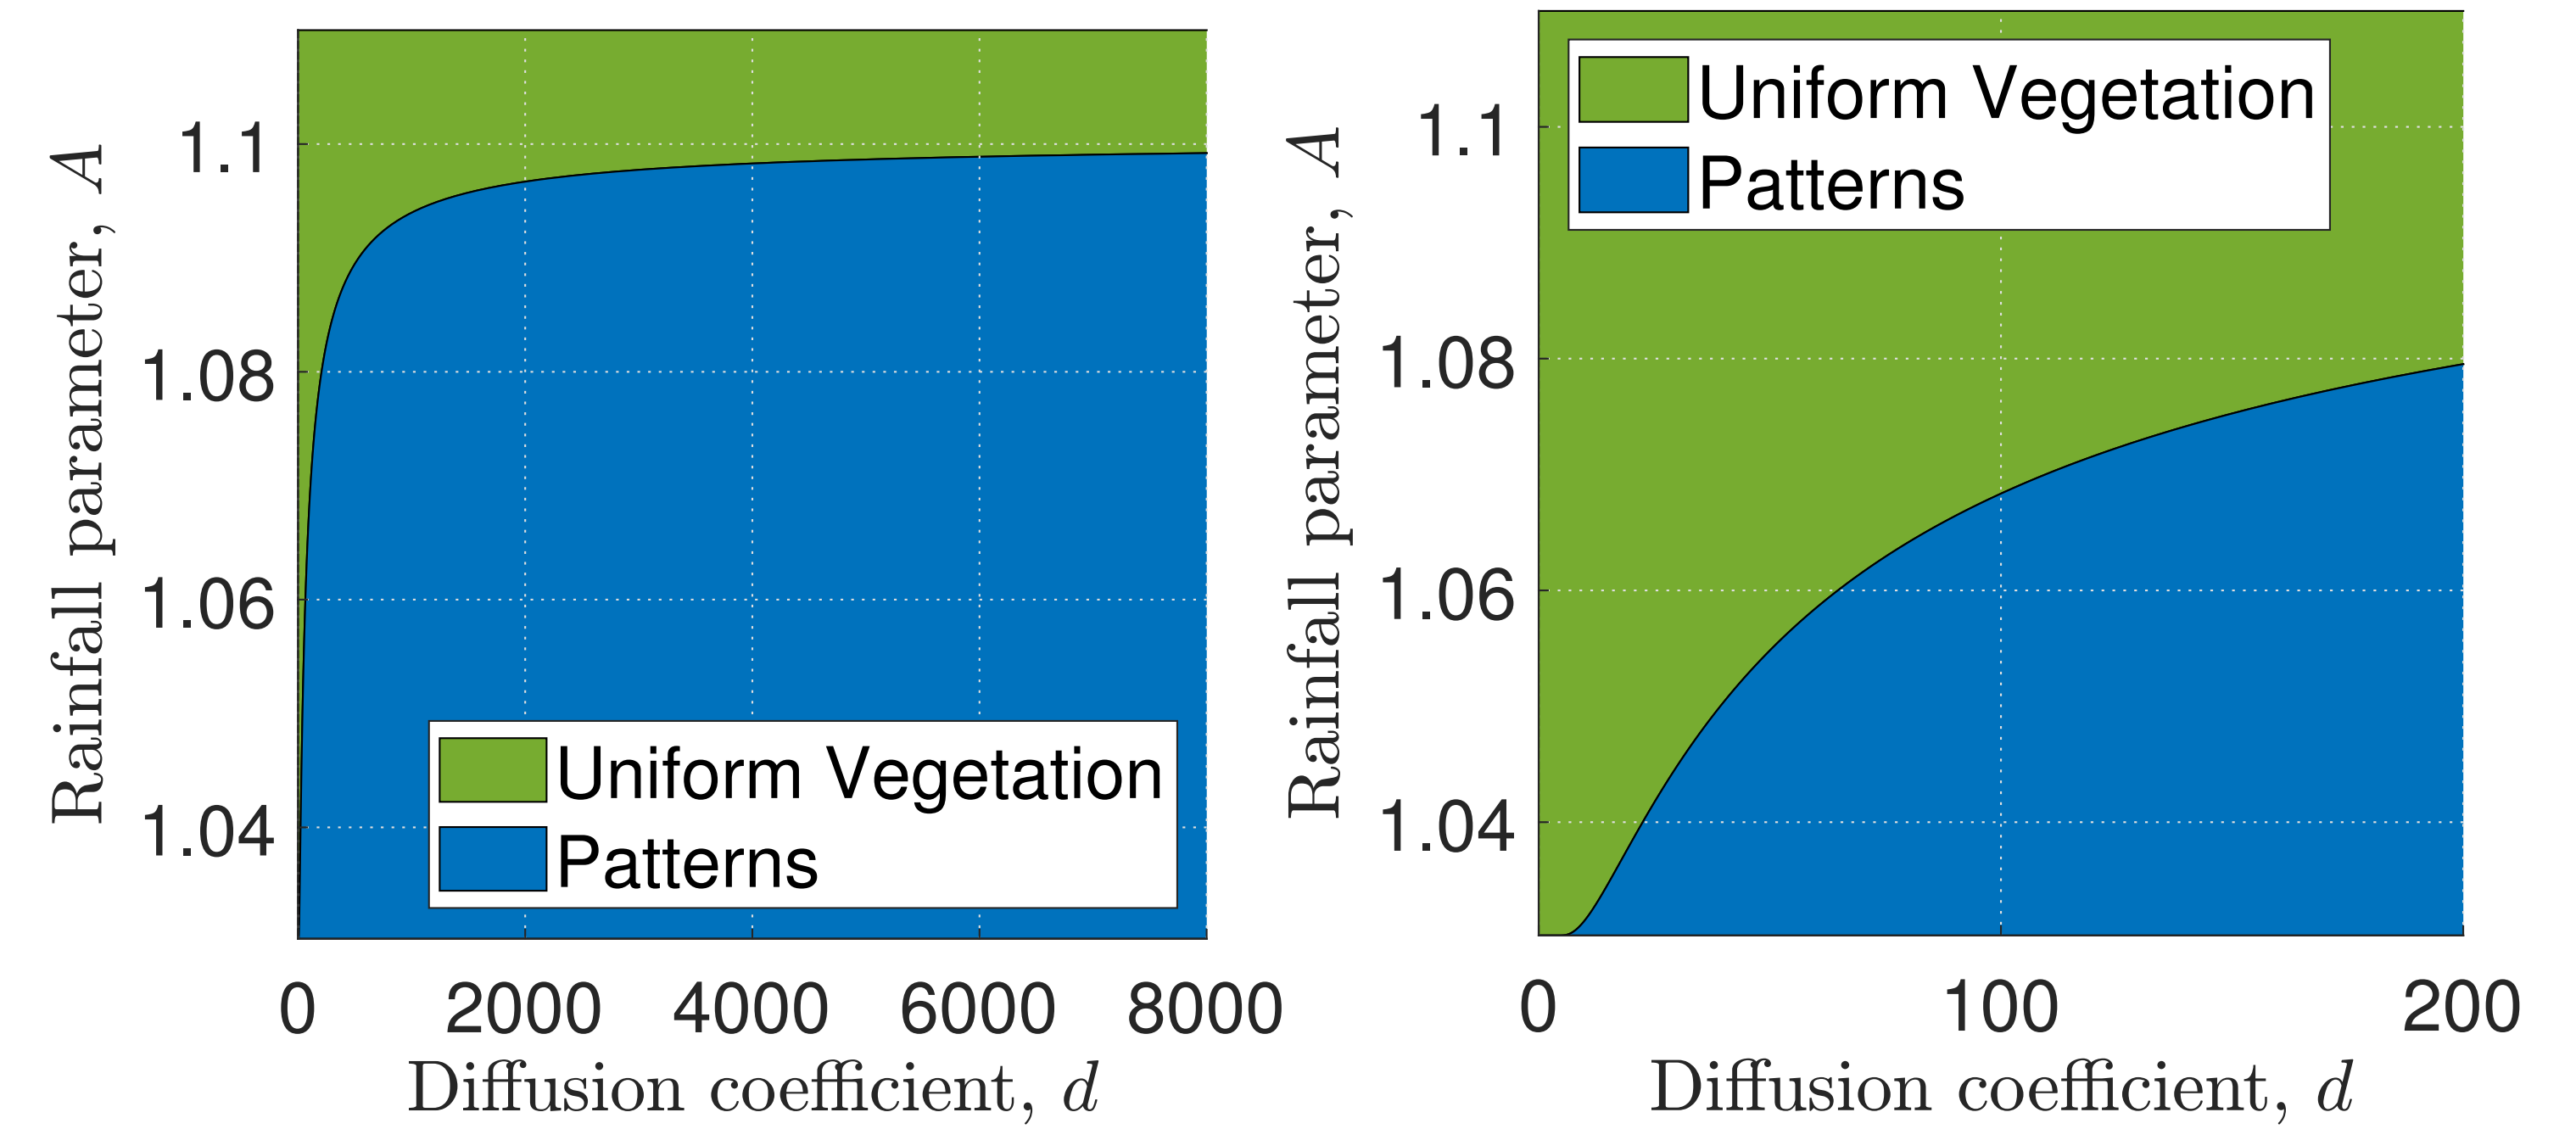 Rainfall parameter, A
1.1
1.08
1.06
1.04
Uniform Vegetation
Patterns
0 2000 4000 6000 8000
Diffusion coefficient, d
Rainfall parameter, A
1.1
1.08
1.06
1.04
Uniform Vegetation
Patterns
0 100 200
Diffusion coefficient, d